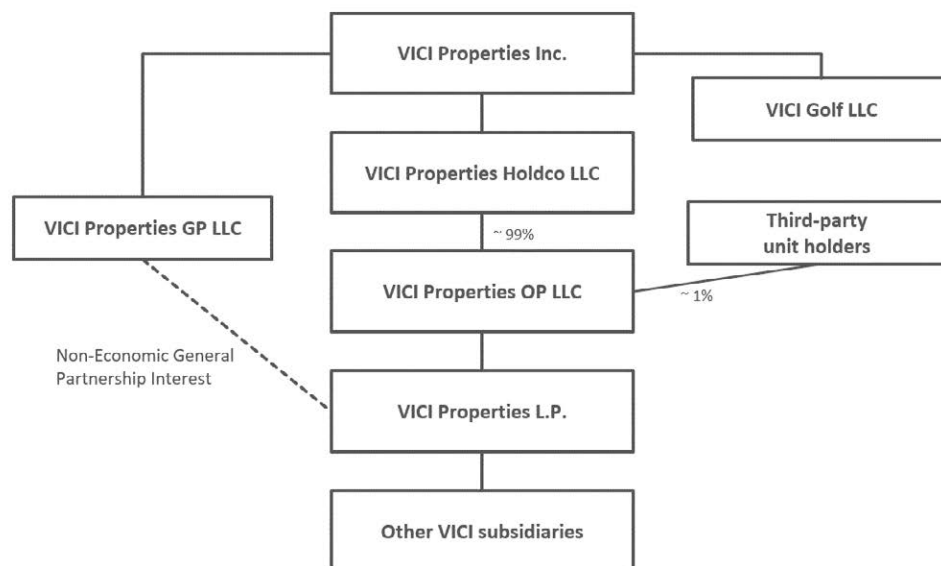 VICI Properties Inc.
VICI Golf LLC
VICI Properties Holdco LLC
VICI Properties GP LLC
~ 99%
Third-party
unit holders
VICI Properties OP LLC
~ 1%
Non-Economic General
Partnership Interest
VICI Properties L.P.
Other VICI subsidiaries